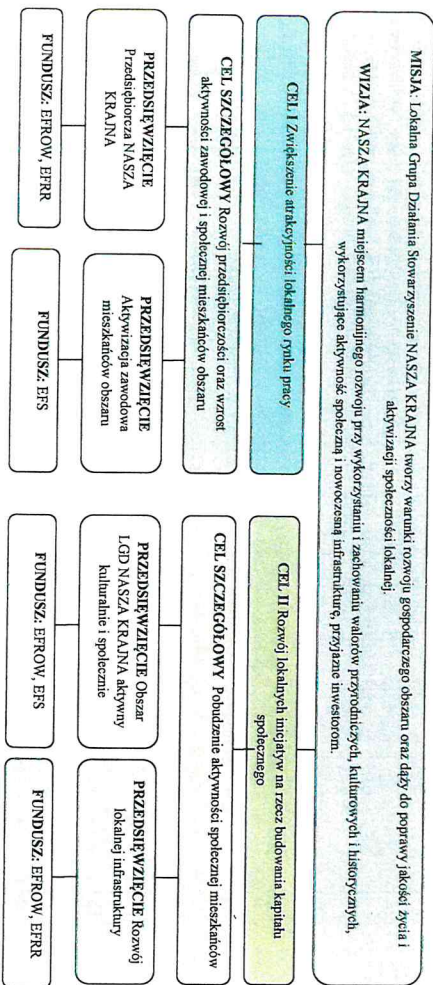 MISJA: Lokalna Grupa Działania Stowarzyszenie NASZA KRAJNA tworzy warunki rozwoju gospodarczego obszaru oraz dąży do poprawy jakości życia i
aktywizacji społeczności lokalnej.
WIZJA: NASZA KRAJNA miejscem harmonijnego rozwoju przy wykorzystaniu i zachowaniu walorów przyrodniczych, kulturowych i historycznych,
wykorzystujące aktywność społeczną i nowoczesną infrastrukturę, przyjazne inwestorom.
CEL I Zwiększenie atrakcyjności lokalnego rynku pracy
CEL SZCZEGÓŁOWY Rozwój przedsiębiorczości oraz wzrost
aktywności zawodowej i społecznej mieszkańców obszaru
PRZEDSIĘWZIĘCIE
Przedsiębiorcza NASZA
KRAJNA
FUNDUSZ: EFROW, EFRR
PRZEDSIĘWZIĘCIE
Aktywizacja zawodowa
mieszkańców obszaru
FUNDUSZ: EFS
CEL II Rozwój lokalnych inicjatyw na rzecz budowania kapitału
społecznego
CEL SZCZEGÓŁOWY Pobudzenie aktywności społecznej mieszkańców
PRZEDSIĘWZIĘCIE Obszar
LGD NASZA KRAJNA aktywny
kulturalnie i społecznie
FUNDUSZ: EFROW, EFS
PRZEDSIĘWZIĘCIE Rozwój
lokalnej infrastruktury
FUNDUSZ: EFROW, EFRR